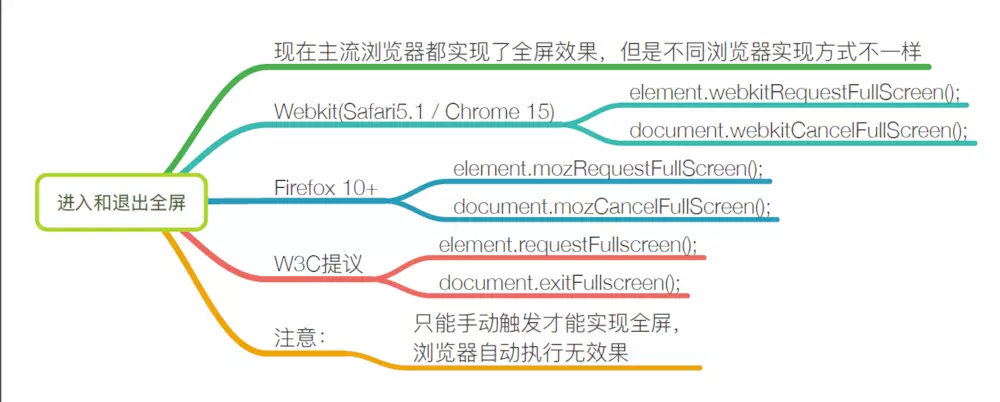 现在主流浏览器都实现了全屏效果，但是不同浏览器实现方式不一样
Webkit(Safari5.1 / Chrome 15)
element.webkitRequestFullScreen();
document.webkitCancelFullScreen();
进入和退出全屏
Firefox 10+
element.mozRequestFullScreen();
document.mozCancelFullScreen();
W3C提议
element.requestFullscreen();
document.exitFullscreen();
注意：
只能手动触发才能实现全屏，
浏览器自动执行无效果